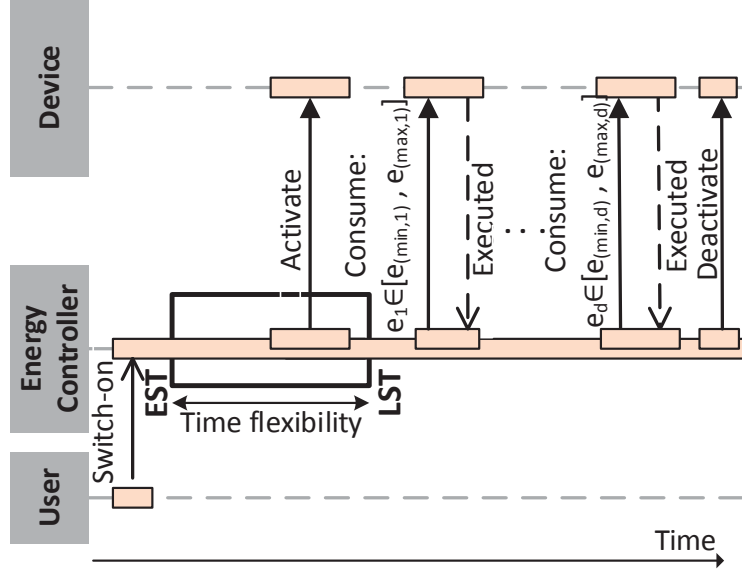 Device
Activate
Consume:
e1∈[e(min,1) , e(max,1)]
Executed
. . .
Consume:
ed∈[e(min,d) , e(max,d)]
Executed
Deactivate
Energy
Controller
Switch-on
EST
Time flexibility
LST
User
Time